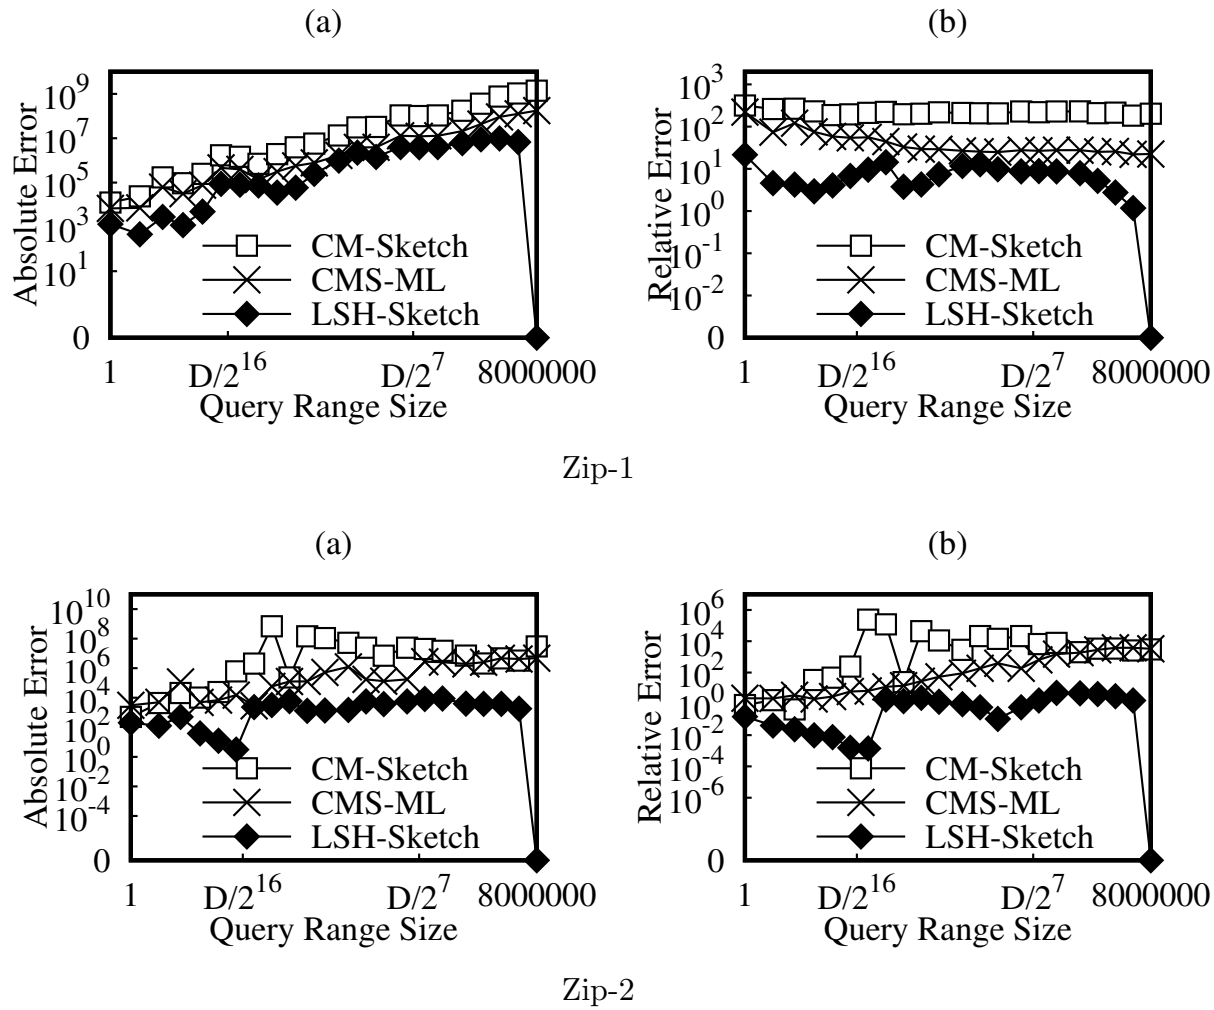 (a)
Absolute Error
10^9
10^7
10^5
10^3
10^1
0
CM-Sketch
CMS-ML
LSH-Sketch
1
D/2^16
D/2^7
8000000
Query Range Size
(b)
Relative Error
10^3
10^2
10^1
10^0
10^-1
10^-2
0
CM-Sketch
CMS-ML
LSH-Sketch
1
D/2^16
D/2^7
8000000
Query Range Size
Zip-1
(a)
Absolute Error
10^10
10^8
10^6
10^4
10^2
10^0
10^-2
10^-4
0
CM-Sketch
CMS-ML
LSH-Sketch
1
D/2^16
D/2^7
8000000
Query Range Size
(b)
Relative Error
10^6
10^4
10^2
10^0
10^-2
10^-4
10^-6
0
CM-Sketch
CMS-ML
LSH-Sketch
1
D/2^16
D/2^7
8000000
Query Range Size
Zip-2